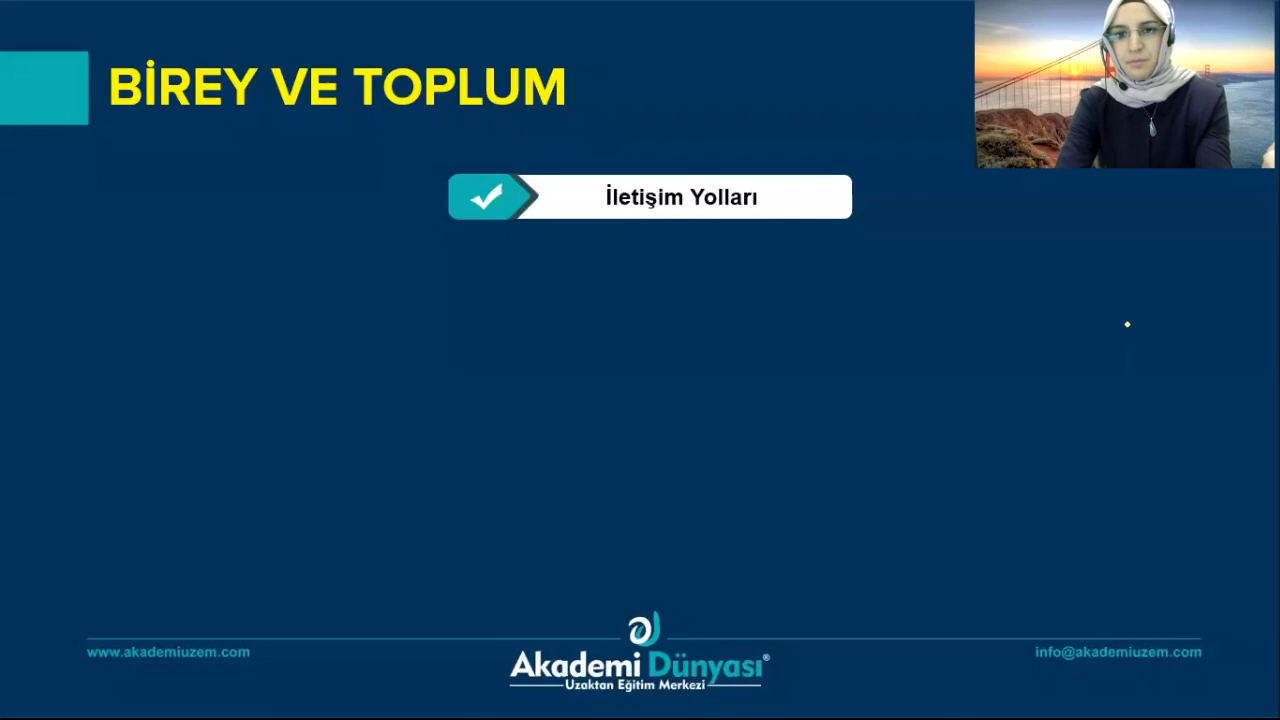 BİREY VE TOPLUM
İletişim Yolları
www.akademiuzem.com
info@akademiuzem.com
Akademi Dünyası®
Uzaktan Eğitim Merkezi